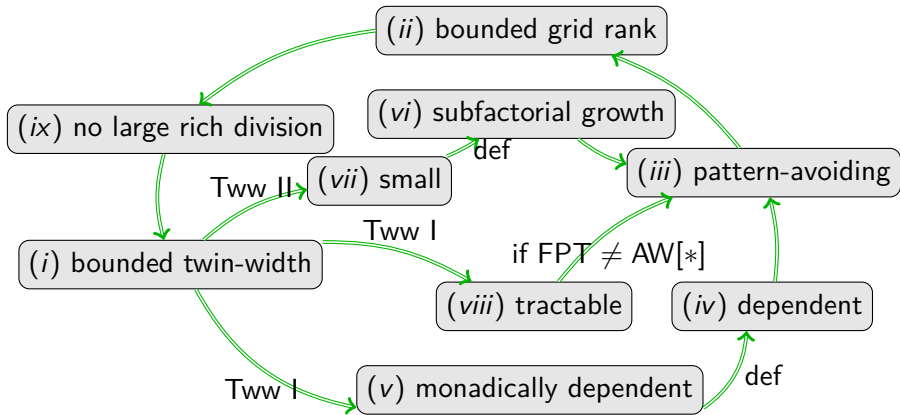 (ii) bounded grid rank
(vi) subfactorial growth
(ix) no large rich division
def
Tww II
(vii) small
(iii) pattern-avoiding
Tww I
(i) bounded twin-width
if FPT ≠ AW[*]
(viii) tractable
(iv) dependent
Tww I
(v) monadically dependent
def